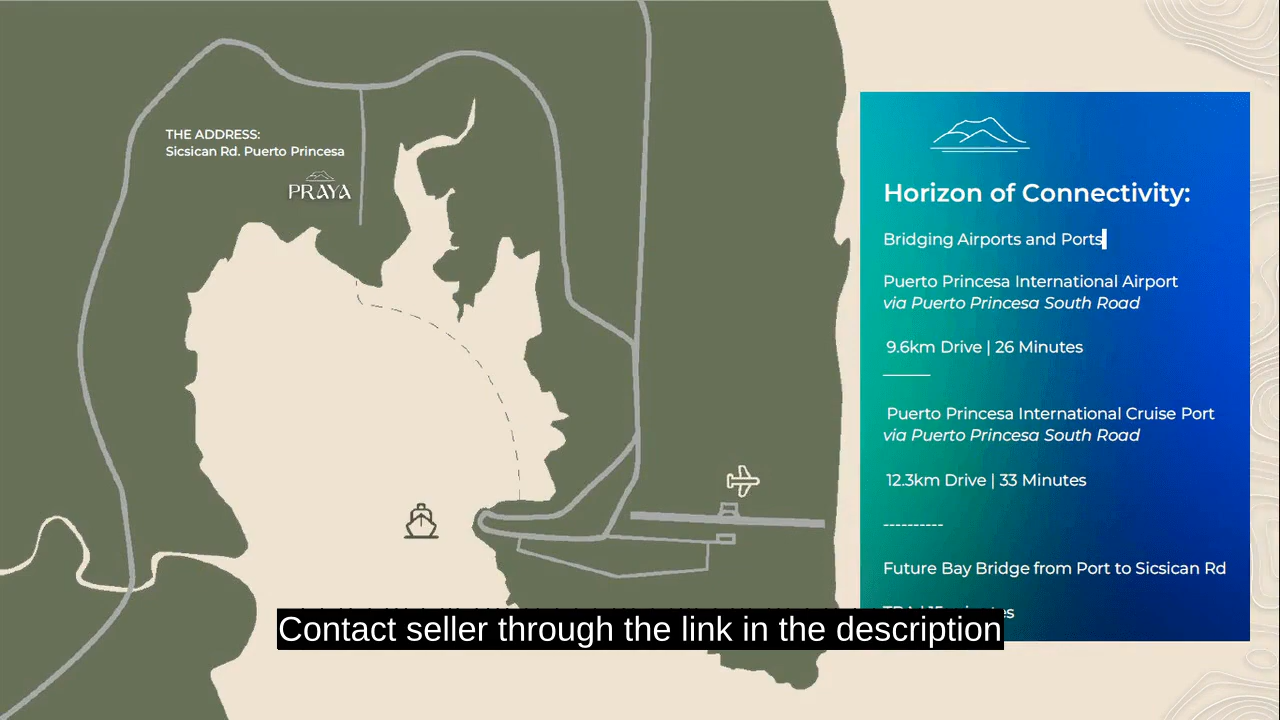 THE ADDRESS:
Sicsican Rd. Puerto Princesa
PRAYA
Horizon of Connectivity:
Bridging Airports and Ports
Puerto Princesa International Airport
via Puerto Princesa South Road
9.6km Drive | 26 Minutes
Puerto Princesa International Cruise Port
via Puerto Princesa South Road
12.3km Drive | 33 Minutes
----------
Future Bay Bridge from Port to Sicsican Rd
Contact seller through the link in the description